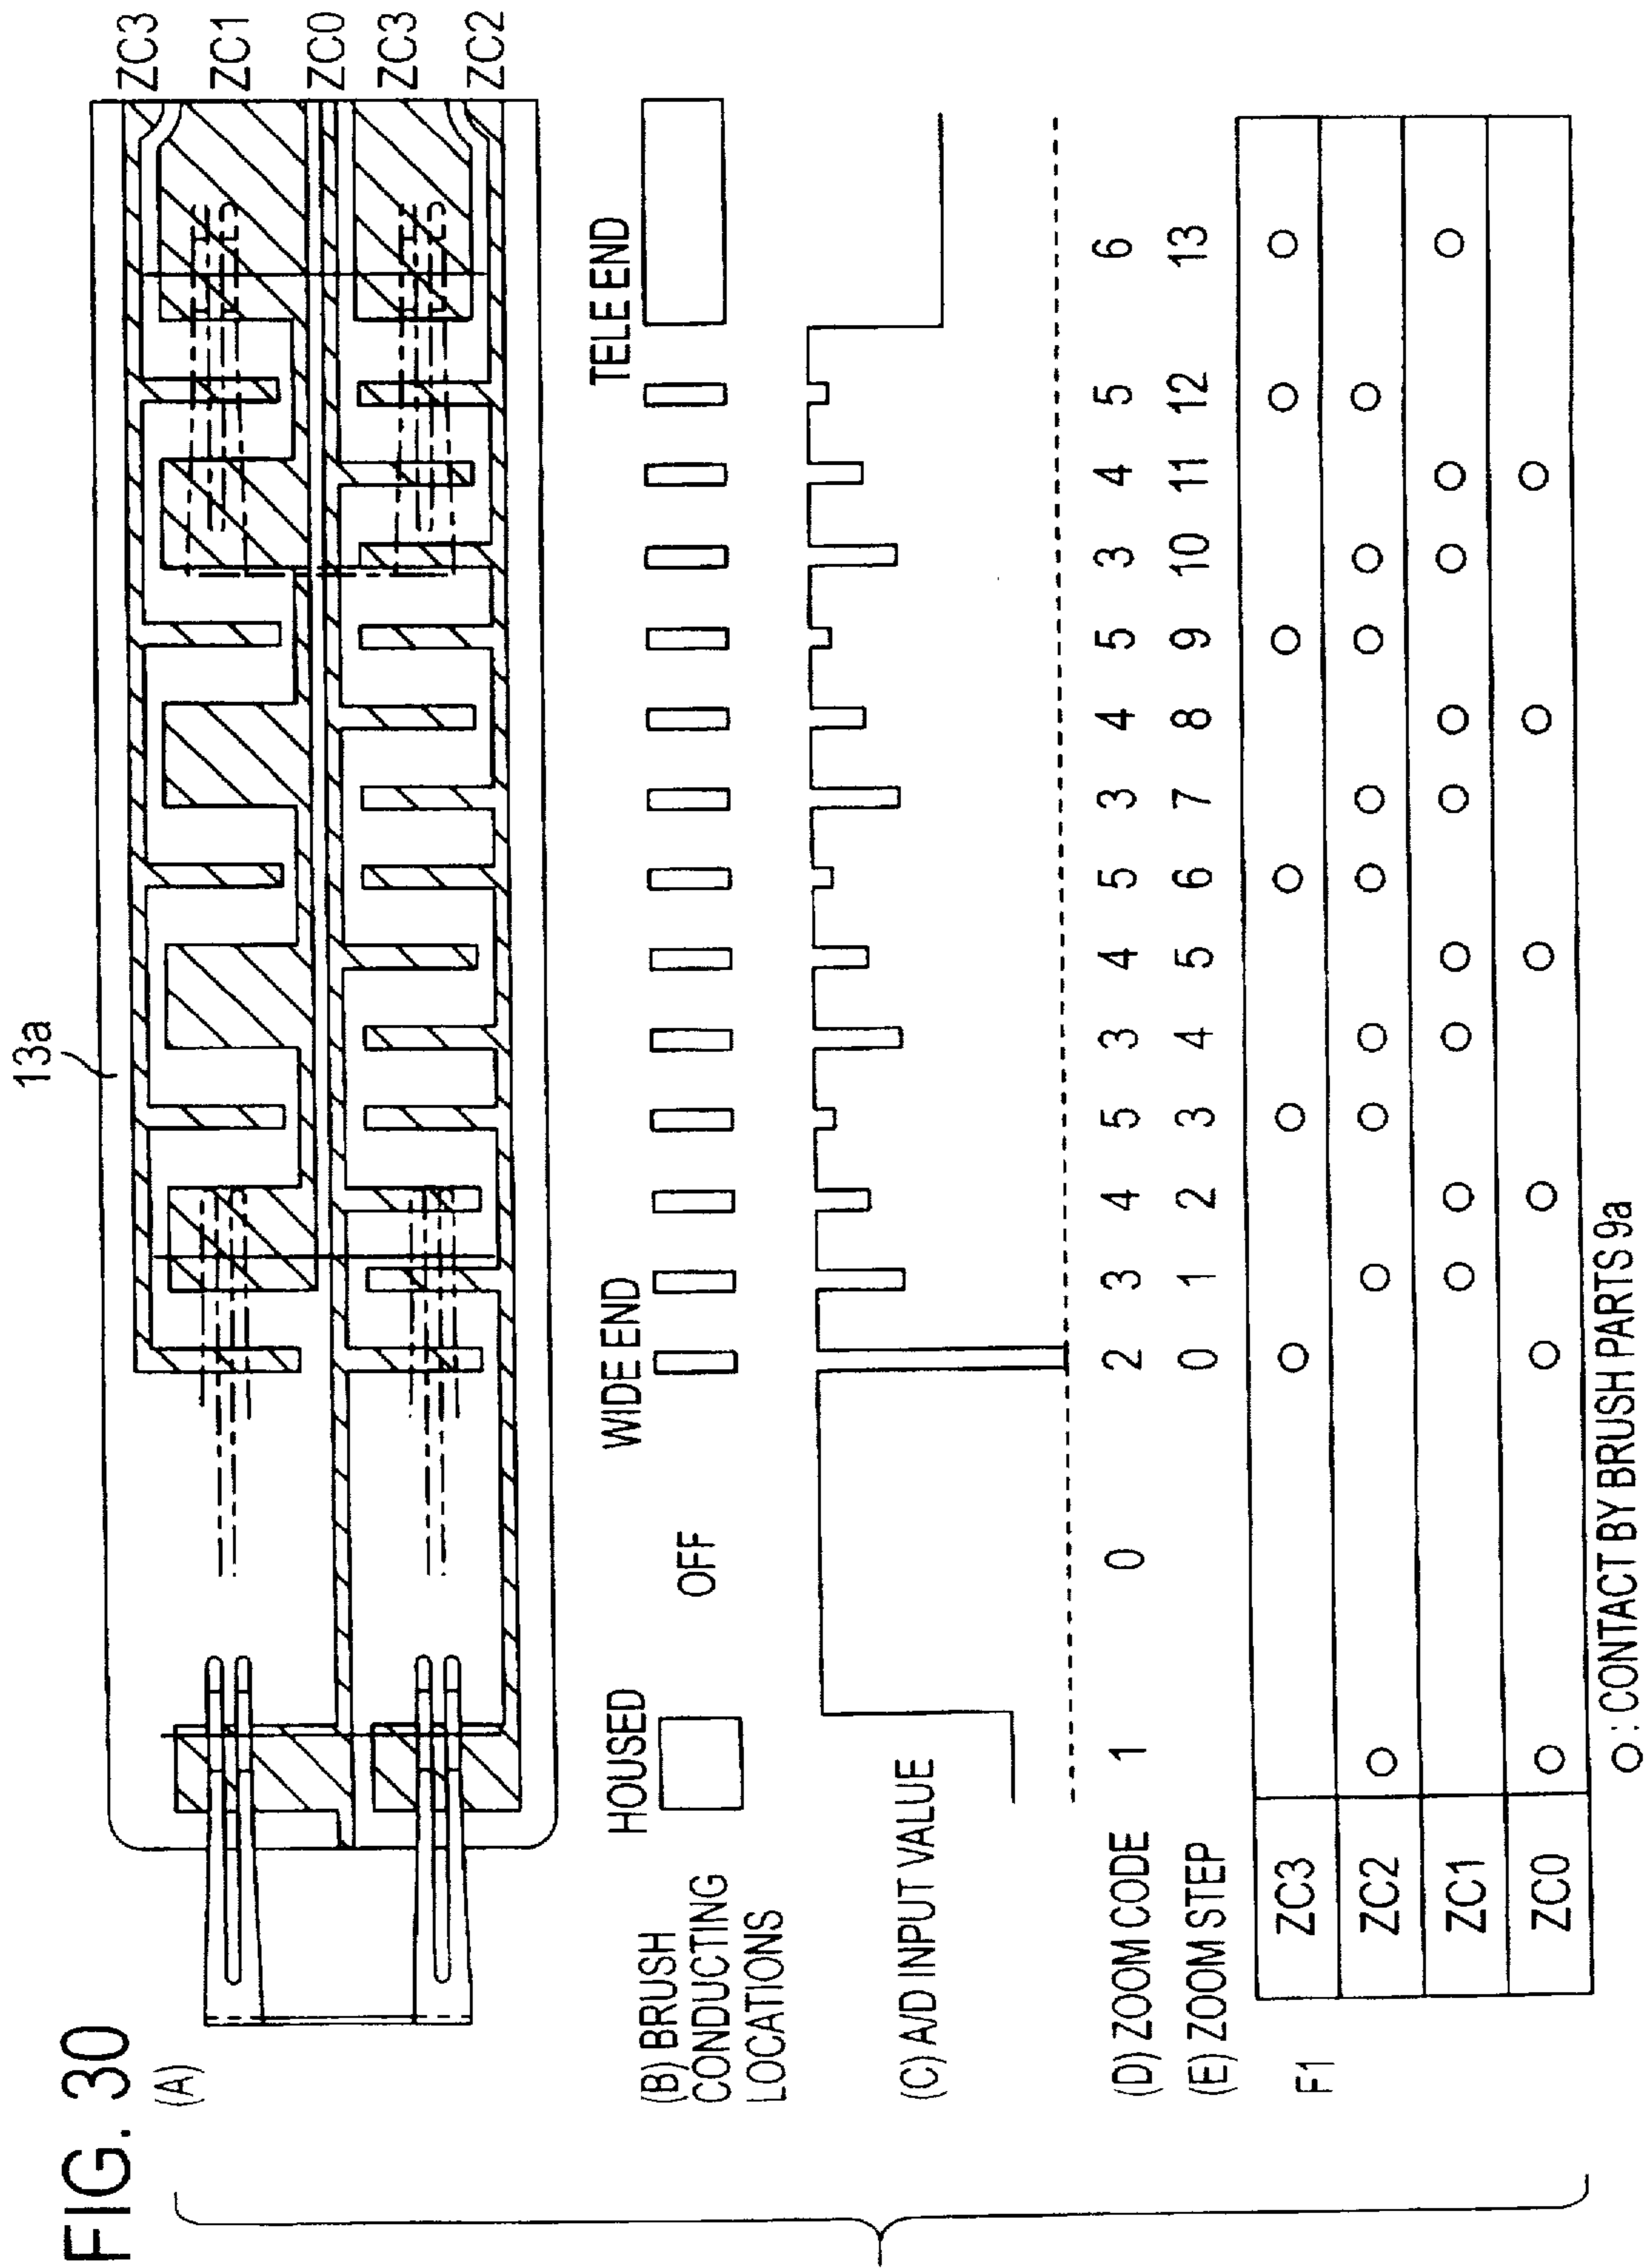 FIG. 30
(A)
13a
ZC3
ZC1
ZC0
ZC3
ZC2
(B) BRUSH
CONDUCTING
LOCATIONS
HOUSED
OFF
WIDE END
TELE END
(C) A/D INPUT VALUE
(D) ZOOM CODE 1 0 2 3 4 5 3 4 5 3 4 5 3 4 5 6
(E) ZOOM STEP 0 1 2 3 4 5 6 7 8 9 10 11 12 13
F1
ZC3 ○ ○ ○ ○ ○ ○
ZC2 ○ ○ ○ ○ ○ ○ ○ ○ ○
ZC1 ○ ○ ○ ○ ○ ○ ○ ○ ○
ZC0 ○ ○ ○ ○ ○ ○
○ : CONTACT BY BRUSH PARTS 9a